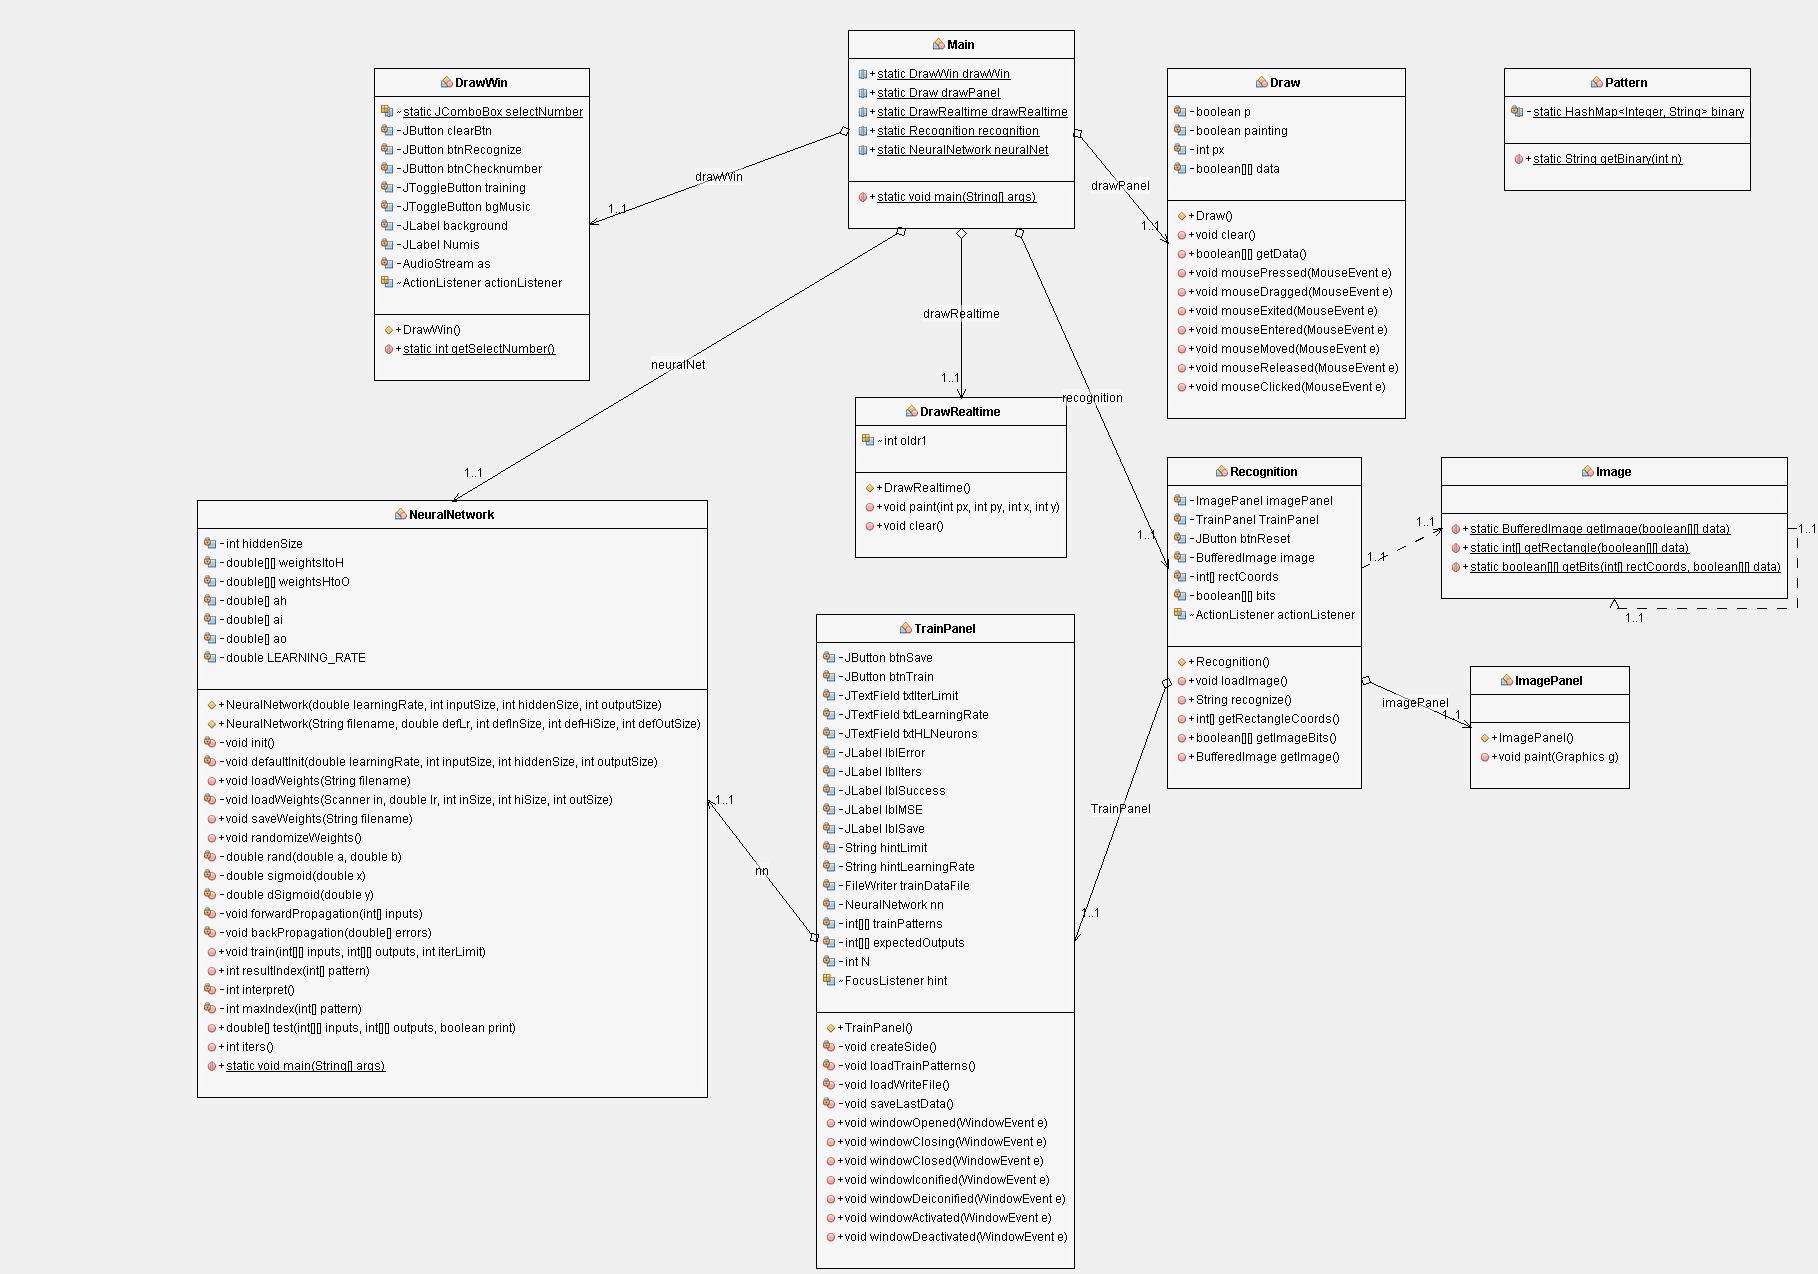 Main
+static DrawWin drawWin
+static Draw drawPanel
+static DrawRealtime drawRealtime
+static Recognition recognition
+static NeuralNetwork neuralNet
+static void main(String[] args)
DrawWin
~static JComboBox selectNumber
-JButton clearBtn
-JButton btnRecognize
-JButton btnChecknumber
-JToggleButton training
-JToggleButton bgMusic
-JLabel background
-JLabel Numis
-AudioStream as
~ActionListener actionListener
+DrawWin()
+static int getSelectNumber()
Draw
-boolean p
-boolean painting
-int px
-boolean[][] data
+Draw()
+void clear()
+boolean[][] getData()
+void mousePressed(MouseEvent e)
+void mouseDragged(MouseEvent e)
+void mouseExited(MouseEvent e)
+void mouseEntered(MouseEvent e)
+void mouseMoved(MouseEvent e)
+void mouseReleased(MouseEvent e)
+void mouseClicked(MouseEvent e)
Pattern
-static HashMap<Integer, String> binary
+static String getBinary(int n)
drawWin
1..1
drawPanel
1..1
neuralNet
1..1
drawRealtime
1..1
recognition
1..1
DrawRealtime
~int oldr1
+DrawRealtime()
+void paint(int px, int py, int x, int y)
+void clear()
Recognition
-ImagePanel imagePanel
-TrainPanel TrainPanel
-JButton btnReset
-BufferedImage image
-int[] rectCoords
-boolean[][] bits
~ActionListener actionListener
+Recognition()
+void loadImage()
+String recognize()
+int[] getRectangleCoords()
+boolean[][] getImageBits()
+BufferedImage getImage()
1..1
1..1
Image
+static BufferedImage getImage(boolean[][] data)
+static int[] getRectangle(boolean[][] data)
+static boolean[][] getBits(int[] rectCoords, boolean[][] data)
1..1
1..1
imagePanel
1..1
ImagePanel
+ImagePanel()
+void paint(Graphics g)
NeuralNetwork
-int hiddenSize
-double[][] weightsItoH
-double[][] weightsHtoO
-double[] ah
-double[] ai
-double[] ao
-double LEARNING_RATE
+NeuralNetwork(double learningRate, int inputSize, int hiddenSize, int outputSize)
+NeuralNetwork(String filename, double defLr, int defInSize, int defHiSize, int defOutSize)
-void init()
-void defaultInit(double learningRate, int inputSize, int hiddenSize, int outputSize)
+void loadWeights(String filename)
-void loadWeights(Scanner in, double lr, int inSize, int hiSize, int outSize)
+void saveWeights(String filename)
+void randomizeWeights()
-double rand(double a, double b)
-double sigmoid(double x)
-double dSigmoid(double y)
-void forwardPropagation(int[] inputs)
-void backPropagation(double[] errors)
+void train(int[][] inputs, int[][] outputs, int iterLimit)
+int resultIndex(int[] pattern)
-int interpret()
-int maxIndex(int[] pattern)
+double[] test(int[][] inputs, int[][] outputs, boolean print)
+int iters()
+static void main(String[] args)
1..1
nn
TrainPanel
1..1
TrainPanel
-JButton btnSave
-JButton btnTrain
-JTextField txtIterLimit
-JTextField txtLearningRate
-JTextField txtHLNeurons
-JLabel lblError
-JLabel lblIters
-JLabel lblSuccess
-JLabel lblMSE
-JLabel lblSave
-String hintLimit
-String hintLearningRate
-FileWriter trainDataFile
-NeuralNetwork nn
-int[][] trainPatterns
-int[][] expectedOutputs
-int N
~FocusListener hint
+TrainPanel()
-void createSide()
-void loadTrainPatterns()
-void loadWriteFile()
-void saveLastData()
+void windowOpened(WindowEvent e)
+void windowClosing(WindowEvent e)
+void windowClosed(WindowEvent e)
+void windowIconified(WindowEvent e)
+void windowDeiconified(WindowEvent e)
+void windowActivated(WindowEvent e)
+void windowDeactivated(WindowEvent e)